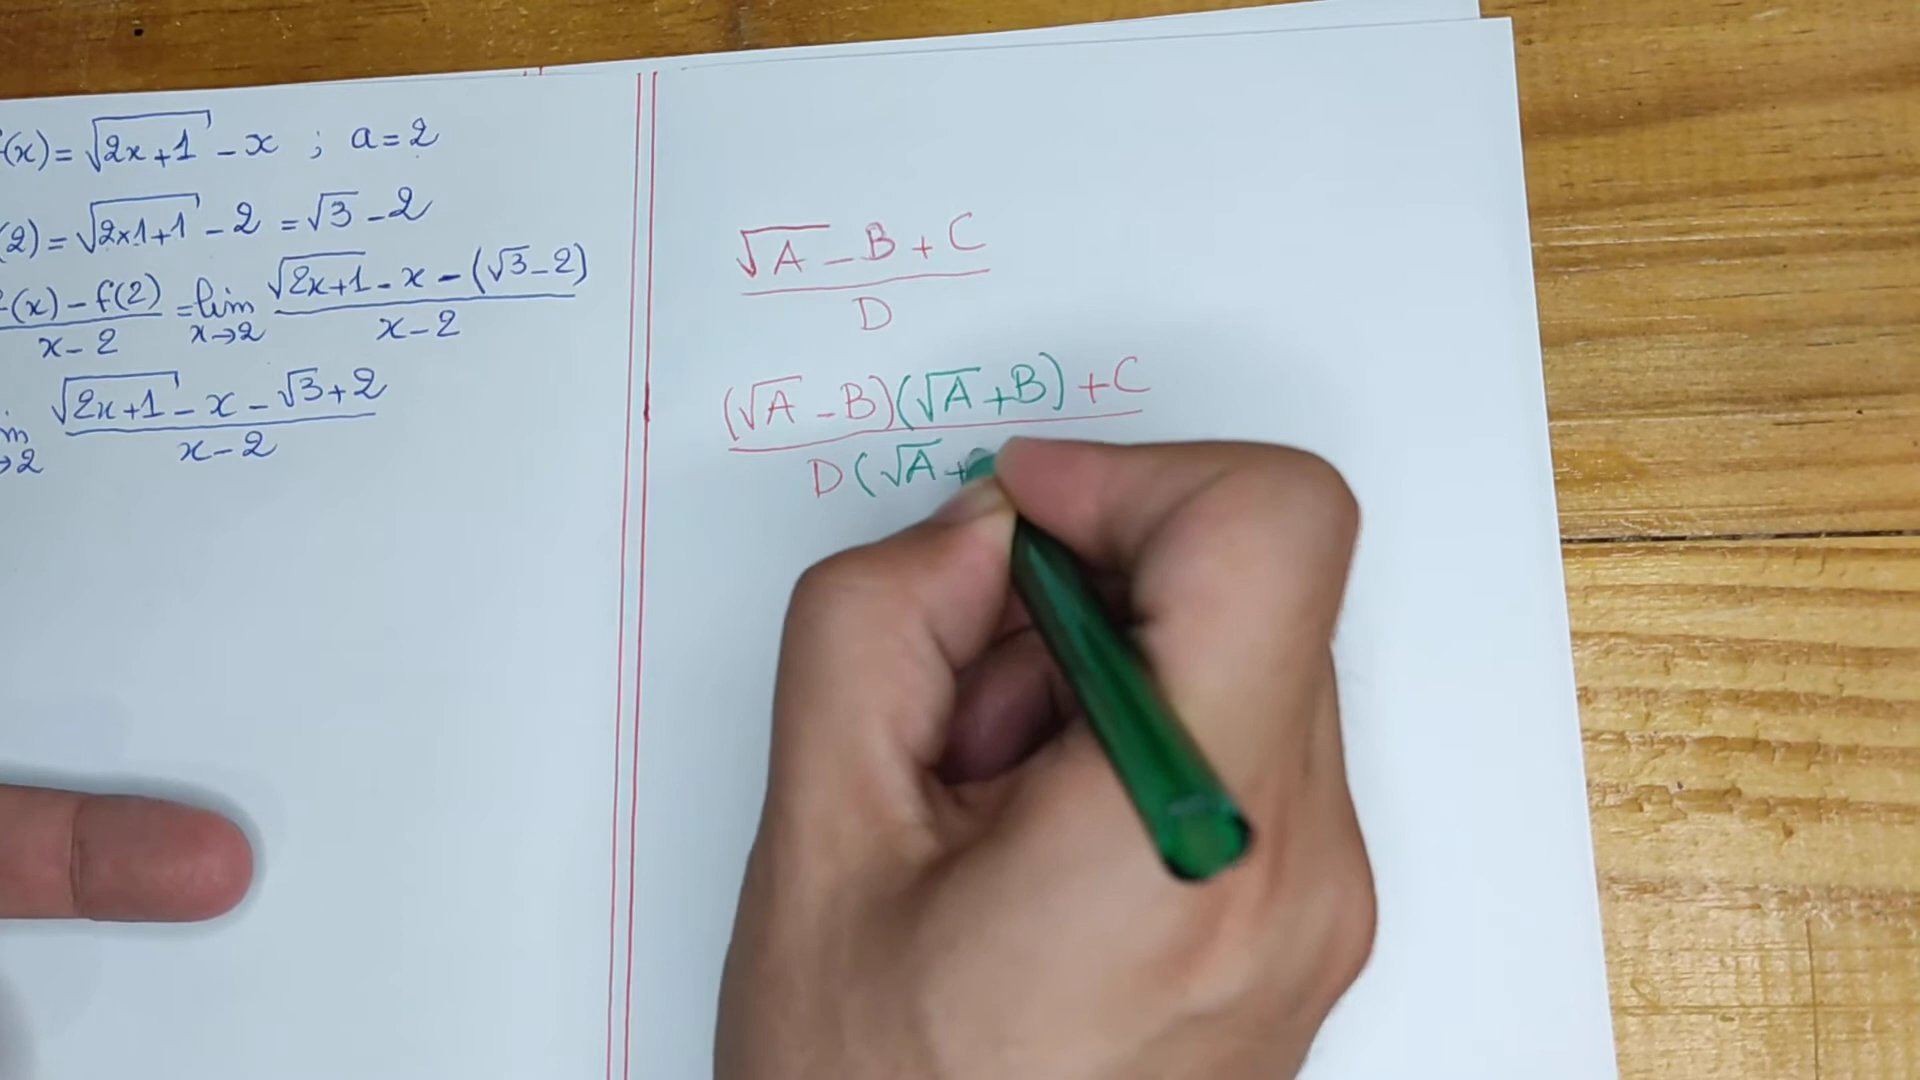 (x) = √2x+1 - x ; a = 2
(2) = √2×1+1 - 2 = √3 - 2
(x) - f(2) / x - 2 = lim x→2 √2x+1 - x - (√3 - 2) / x - 2
m →2 √2x+1 - x - √3 + 2 / x - 2
√A - B + C
D
(√A - B)(√A + B) + C
D(√A +